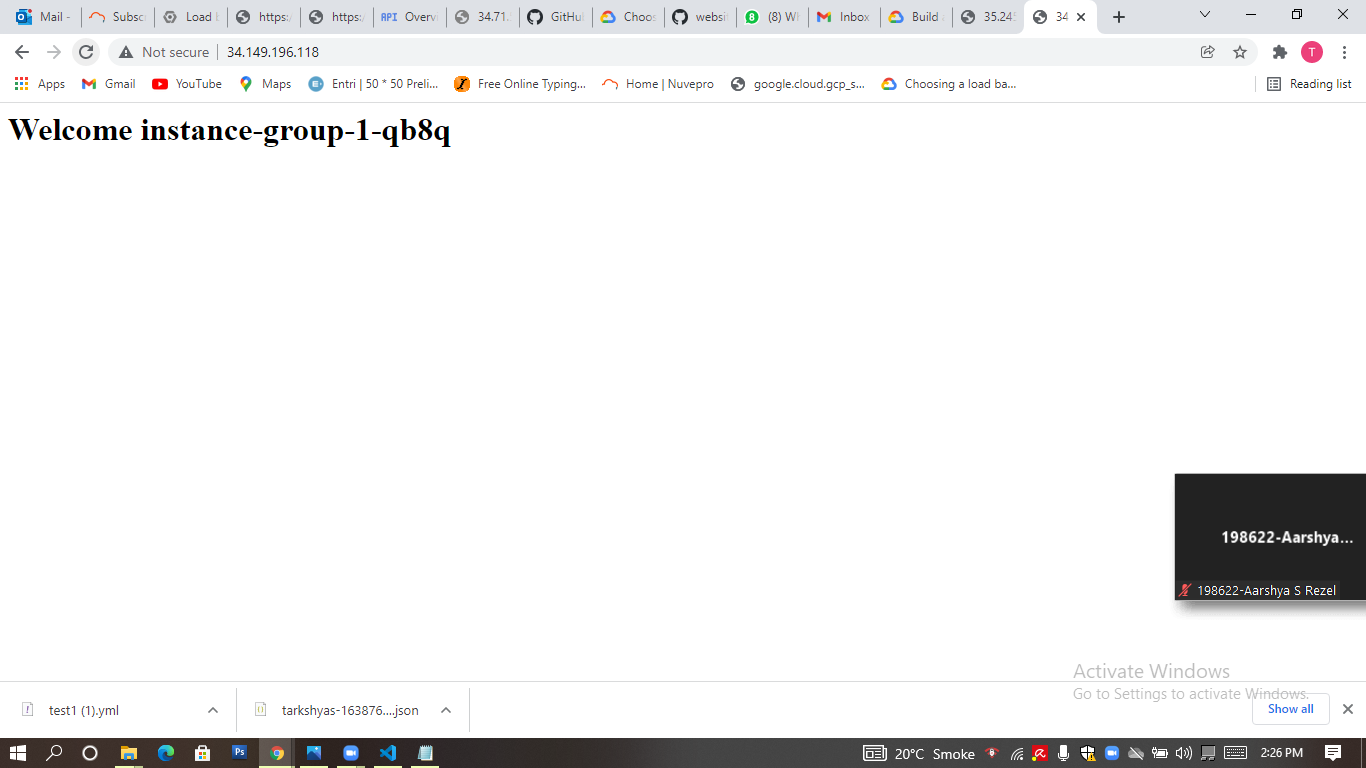 Mail -
Subsc
Load b
https:/
https:/
API Overv
34.71.
GitHu
Choos
websi
8 (8) W
Inbox
Build
35.24
34
Not secure 34.149.196.118
T
Apps
Gmail
YouTube
Maps
Entri | 50 * 50 Preli...
Free Online Typing...
Home | Nuvepro
google.cloud.gcp_s...
Choosing a load ba...
Reading list
Welcome instance-group-1-qb8q
198622-Aarshya...
198622-Aarshya S Rezel
Activate Windows
Go to Settings to activate Windows.
test1 (1).yml
tarkshyas-163876....json
Show all
Ps
20°C Smoke
2:26 PM